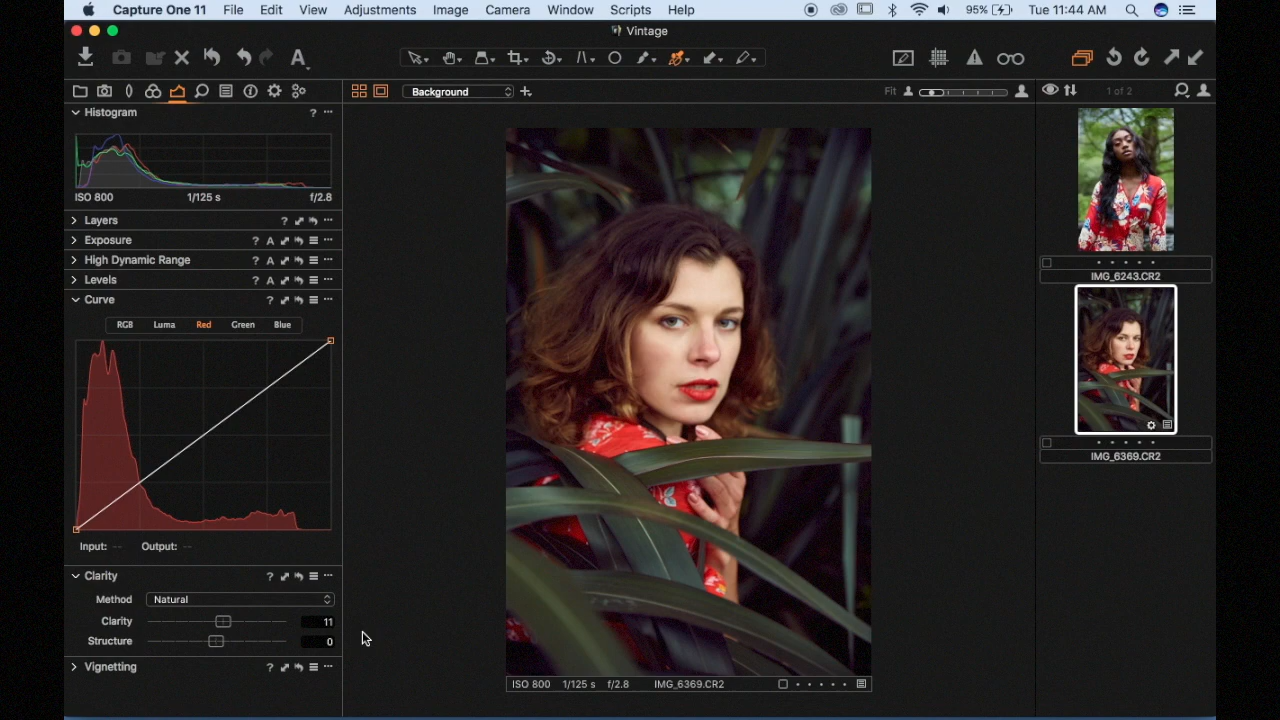 Capture One 11 File Edit View Adjustments Image Camera Window Scripts Help 95% Tue 11:44 AM
Vintage
A
Background Fit 1 of 2
Histogram ? ...
ISO 800 1/125 s f/2.8
Layers ? ...
Exposure ? A ...
High Dynamic Range ? A ...
Levels ? A ...
Curve ? ...
RGB Luma Red Green Blue
Input: -- Output: --
Clarity ? ...
Method Natural
Clarity 11
Structure 0
Vignetting ? ...
ISO 800 1/125 s f/2.8 IMG_6369.CR2
IMG_6243.CR2
IMG_6369.CR2